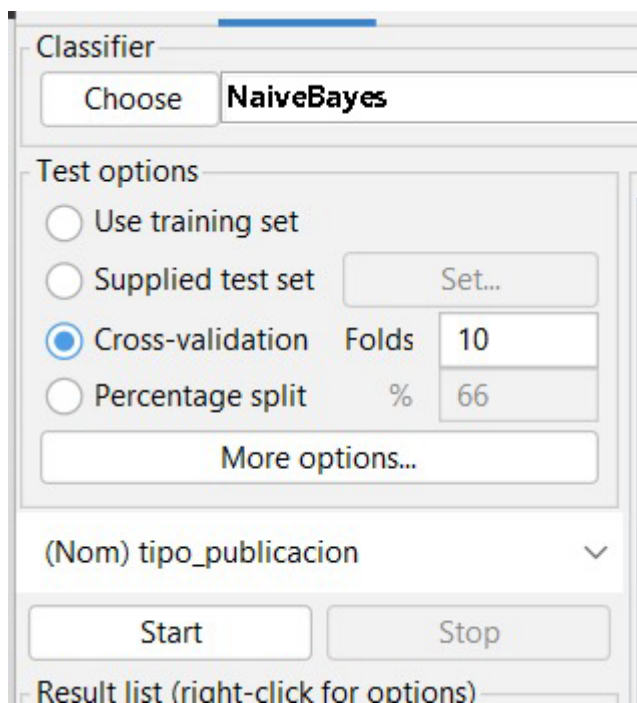 Classifier
Choose NaiveBayes
Test options
Use training set
Supplied test set Set...
Cross-validation Folds 10
Percentage split % 66
More options...
(Nom) tipo_publicacion
Start Stop
Result list (right-click for options)